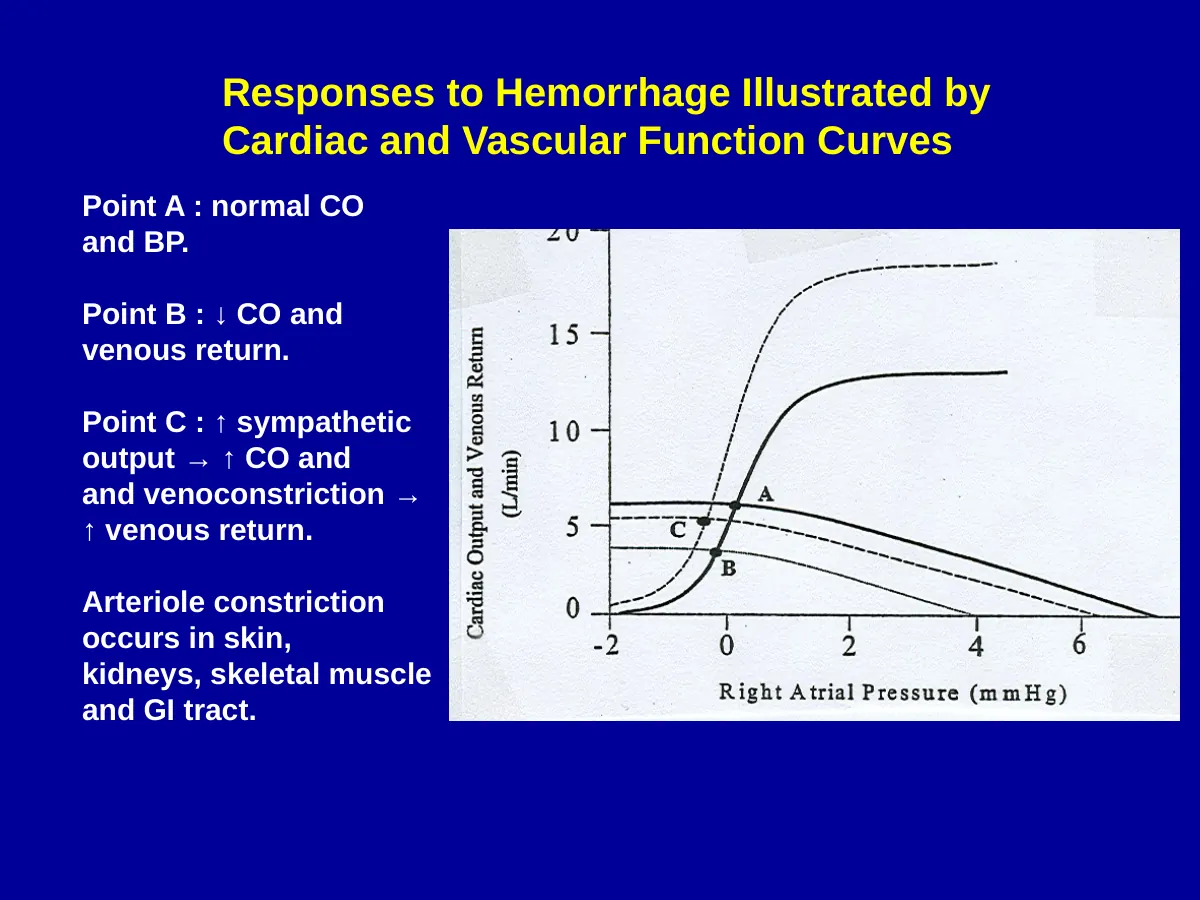 Responses to Hemorrhage Illustrated by
Cardiac and Vascular Function Curves
Point A : normal CO
and BP.
Point B : ↓ CO and
venous return.
Point C : ↑ sympathetic
output → ↑ CO and
and venoconstriction →
↑ venous return.
Arteriole constriction
occurs in skin,
kidneys, skeletal muscle
and GI tract.
Cardiac Output and Venous Return
(L/min)
20
15
10
5
0
A
C
B
-2 0 2 4 6
Right Atrial Pressure (mmHg)